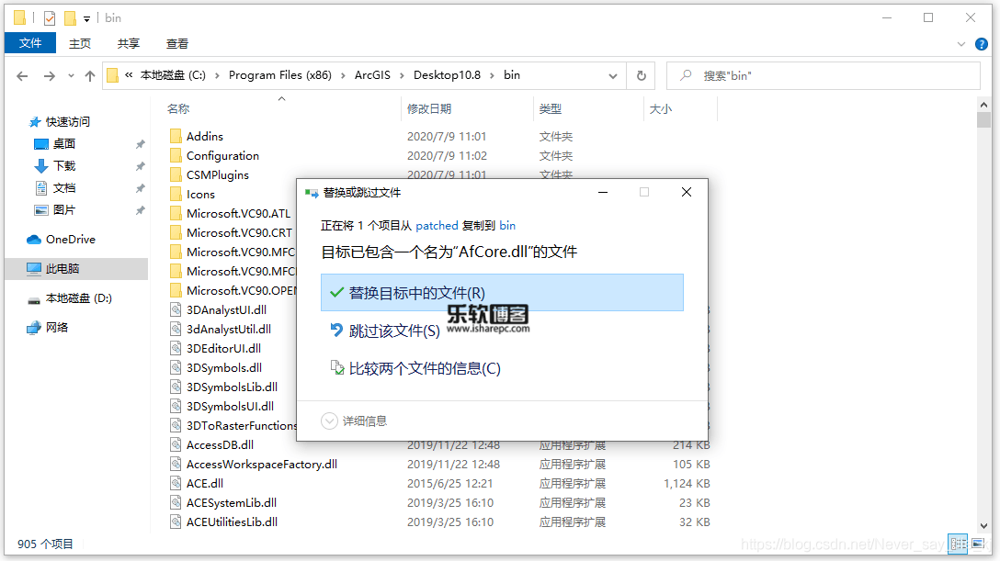 bin
文件 主页 共享 查看
« 本地磁盘 (C:) › Program Files (x86) › ArcGIS › Desktop10.8 › bin 搜索"bin"
名称 修改日期 类型 大小
快速访问
桌面
下载
文档
图片
OneDrive
此电脑
本地磁盘 (D:)
网络
Addins 2020/7/9 11:01 文件夹
Configuration 2020/7/9 11:02 文件夹
CSMPlugins 2020/7/9 11:01 文件夹
Icons
Microsoft.VC90.ATL
Microsoft.VC90.CRT
Microsoft.VC90.MFC
Microsoft.VC90.MFC
Microsoft.VC90.OPEN
3DAnalystUI.dll
3dAnalystUtil.dll
3DEditorUI.dll
3DSymbols.dll
3DSymbolsLib.dll
3DSymbolsUI.dll
3DToRasterFunctions
AccessDB.dll 2019/11/22 12:48 应用程序扩展 214 KB
AccessWorkspaceFactory.dll 2019/11/22 12:48 应用程序扩展 105 KB
ACE.dll 2015/6/25 12:21 应用程序扩展 1,124 KB
ACESystemLib.dll 2019/3/25 16:10 应用程序扩展 23 KB
ACEUtilitiesLib.dll 2019/3/25 16:10 应用程序扩展 32 KB
替换或跳过文件
正在将 1 个项目从 patched 复制到 bin
目标已包含一个名为“AfCore.dll”的文件
替换目标中的文件(R)
跳过该文件(S)
比较两个文件的信息(C)
详细信息
乐软博客
www.isharepc.com
905 个项目
https://blog.csdn.net/Never_say